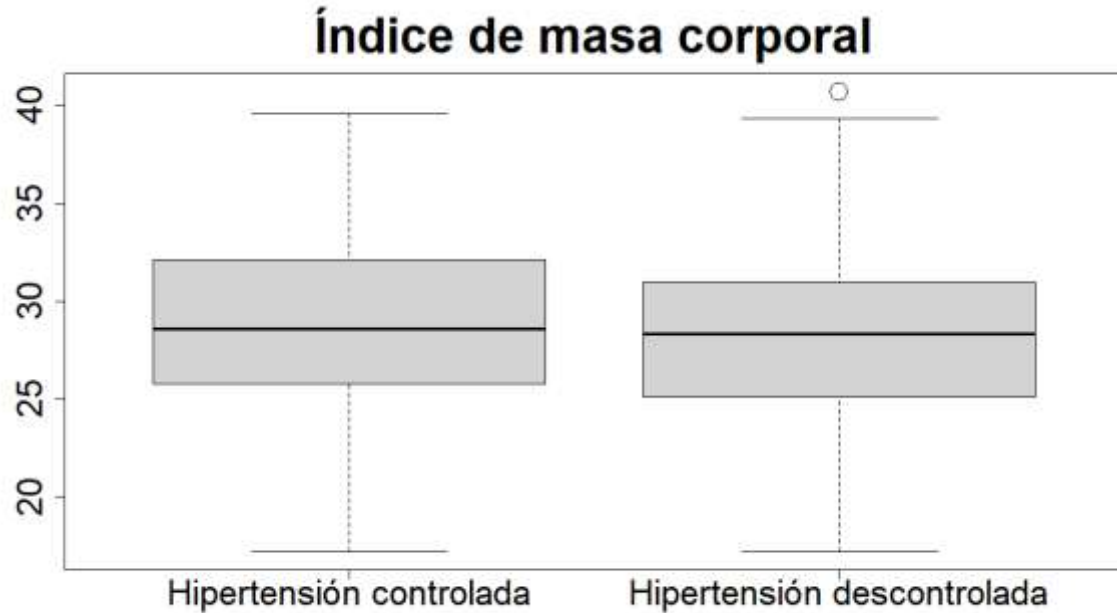 Índice de masa corporal
40
35
30
25
20
Hipertensión controlada
Hipertensión descontrolada